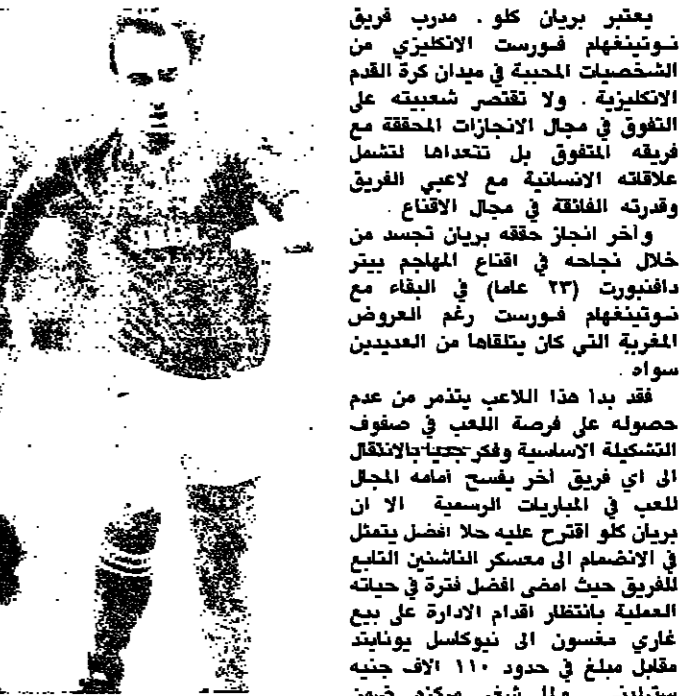 يعتبر بريان كلو . مدرب فريق
نوتينغهام فورست الانكليزي من
الشخصيات المحببة في ميدان كرة القدم
الانكليزية . ولا تقتصر شعبيته على
التفوق في مجال الانجازات المحققة مع
فريقه المتفوق بل تتعداها لتشمل
علاقاته الانسانية مع لاعبي الفريق
وقدرته الفائقة في مجال الاقناع .
وآخر انجاز حققه بريان تجسد من
خلال نجاحه في اقناع المهاجم بيتر
دافنبورت (٢٣ عاما) في البقاء مع
نوتينغهام فورست رغم العروض
المغرية التي كان يتلقاها من العديدين
سواه .
فقد بدا هذا اللاعب يتذمر من عدم
حصوله على فرصة اللعب في صفوف
التشكيلة الاساسية وفكر جديا بالانتقال
الى اي فريق آخر يفسح امامه المجال
للعب في المباريات الرسمية الا ان
بريان كلو اقترح عليه حلا افضل يتمثل
في الانضمام الى معسكر الناشئين التابع
للفريق حيث امضى افضل فترة في حياته
العملية بانتظار اقدام الادارة على بيع
غاري مغسون الى نيوكاسل يونايتد
مقابل مبلغ في حدود ١١٠ الاف جنيه